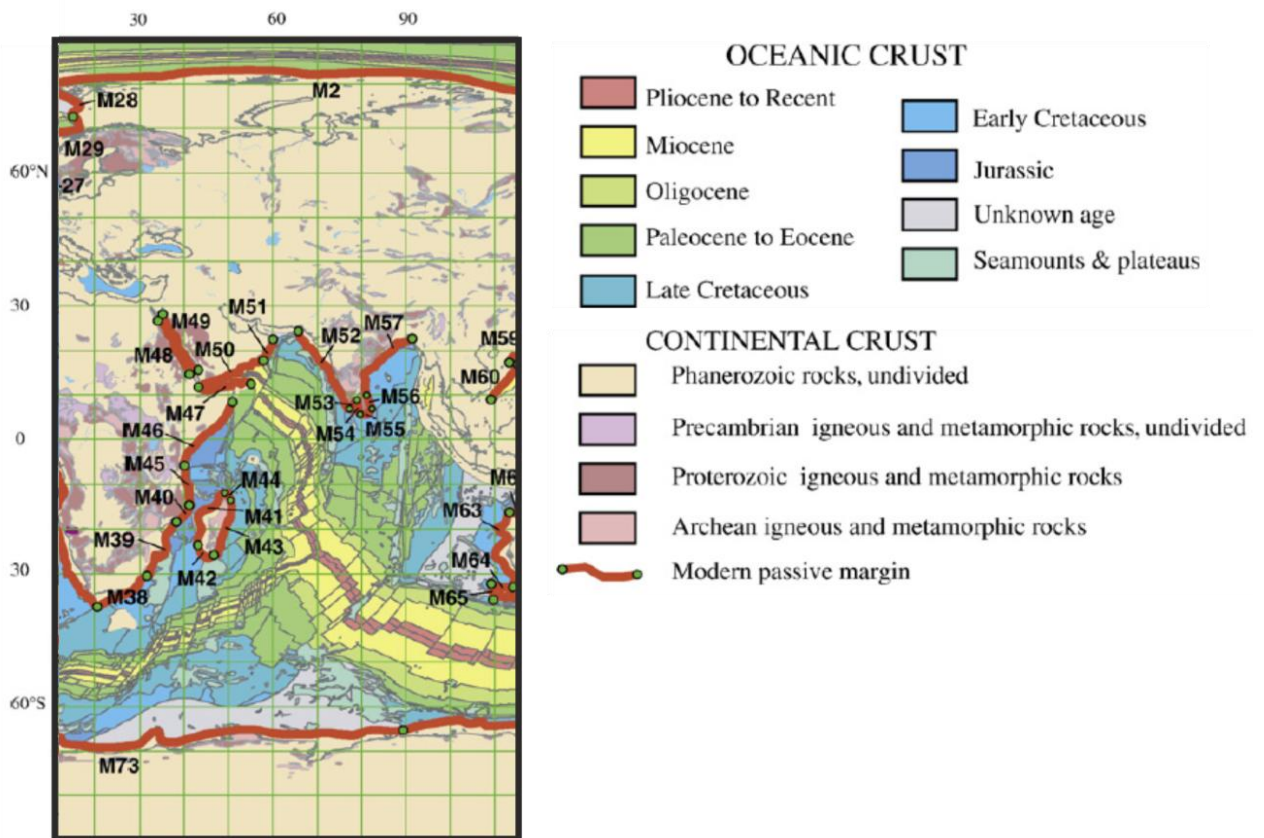 30 60 90
M28
M2
M29
60°N
27
30
M51
M49
M52
M57
M59
M48
M50
M60
M53
M56
M47
M54
M55
0
M46
M45
M44
M6
M40
M41
M63
M39
M43
M64
30
M42
M38
M65
60°S
M73
OCEANIC CRUST
Pliocene to Recent
Miocene
Oligocene
Paleocene to Eocene
Late Cretaceous
Early Cretaceous
Jurassic
Unknown age
Seamounts & plateaus
CONTINENTAL CRUST
Phanerozoic rocks, undivided
Precambrian igneous and metamorphic rocks, undivided
Proterozoic igneous and metamorphic rocks
Archean igneous and metamorphic rocks
Modern passive margin